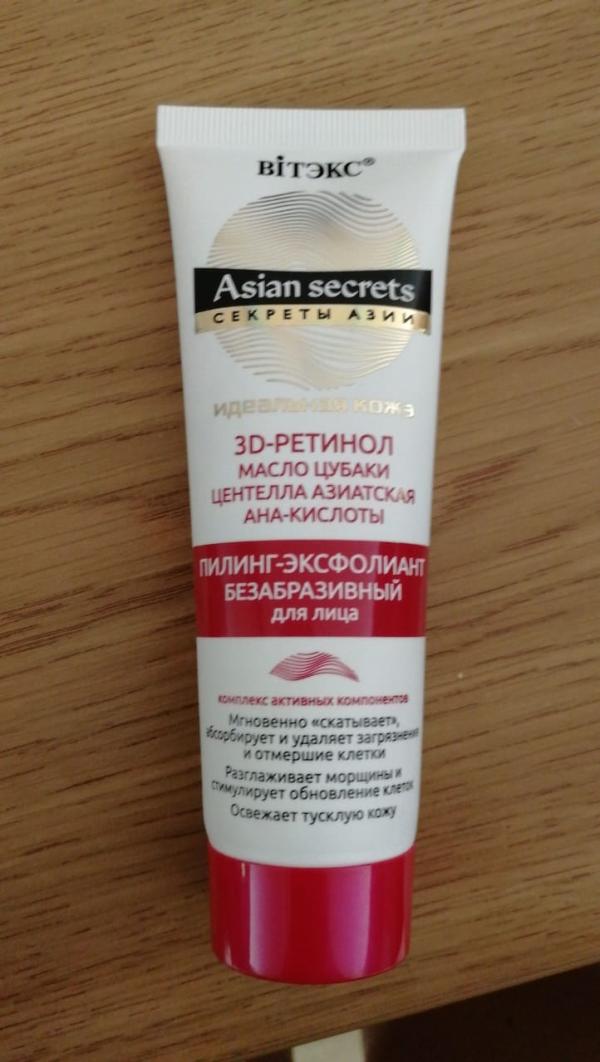 вітэкс®
Asian secrets
СЕКРЕТЫ АЗИИ
идеальная кожа
3D-РЕТИНОЛ
МАСЛО ЦУБАКИ
ЦЕНТЕЛЛА АЗИАТСКАЯ
АНА-КИСЛОТЫ
ПИЛИНГ-ЭКСФОЛИАНТ
БЕЗАБРАЗИВНЫЙ
для лица
комплекс активных компонентов
Мгновенно «скатывает»,
абсорбирует и удаляет загрязнения
и отмершие клетки
Разглаживает морщины и
стимулирует обновление клеток
Освежает тусклую кожу